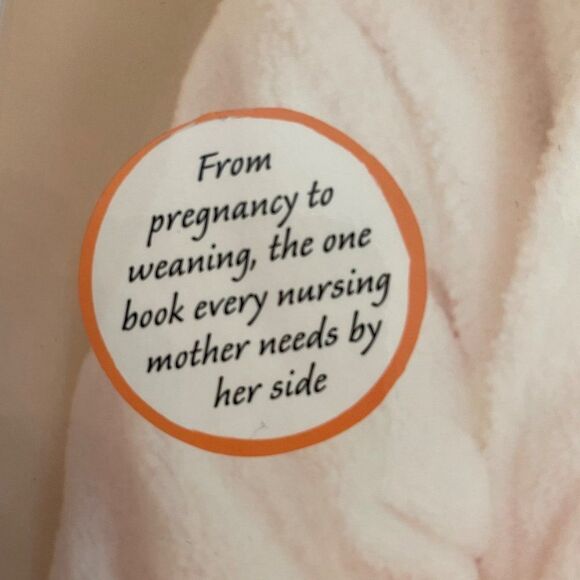 From
pregnancy to
weaning, the one
book every nursing
mother needs by
her side